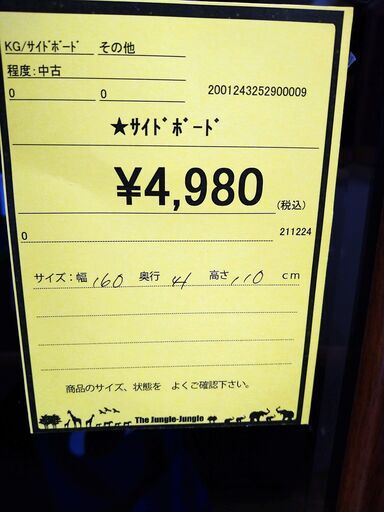 KG/ｻｲﾄﾞﾎﾞｰﾄﾞ その他
程度:中古
0 0 2001243252900009
★ｻｲﾄﾞﾎﾞｰﾄﾞ
¥4,980 (税込)
0 211224
サイズ:幅 160 奥行 41 高さ 110 cm
商品のサイズ、状態を よくご確認下さい。
The Jungle-Jungle